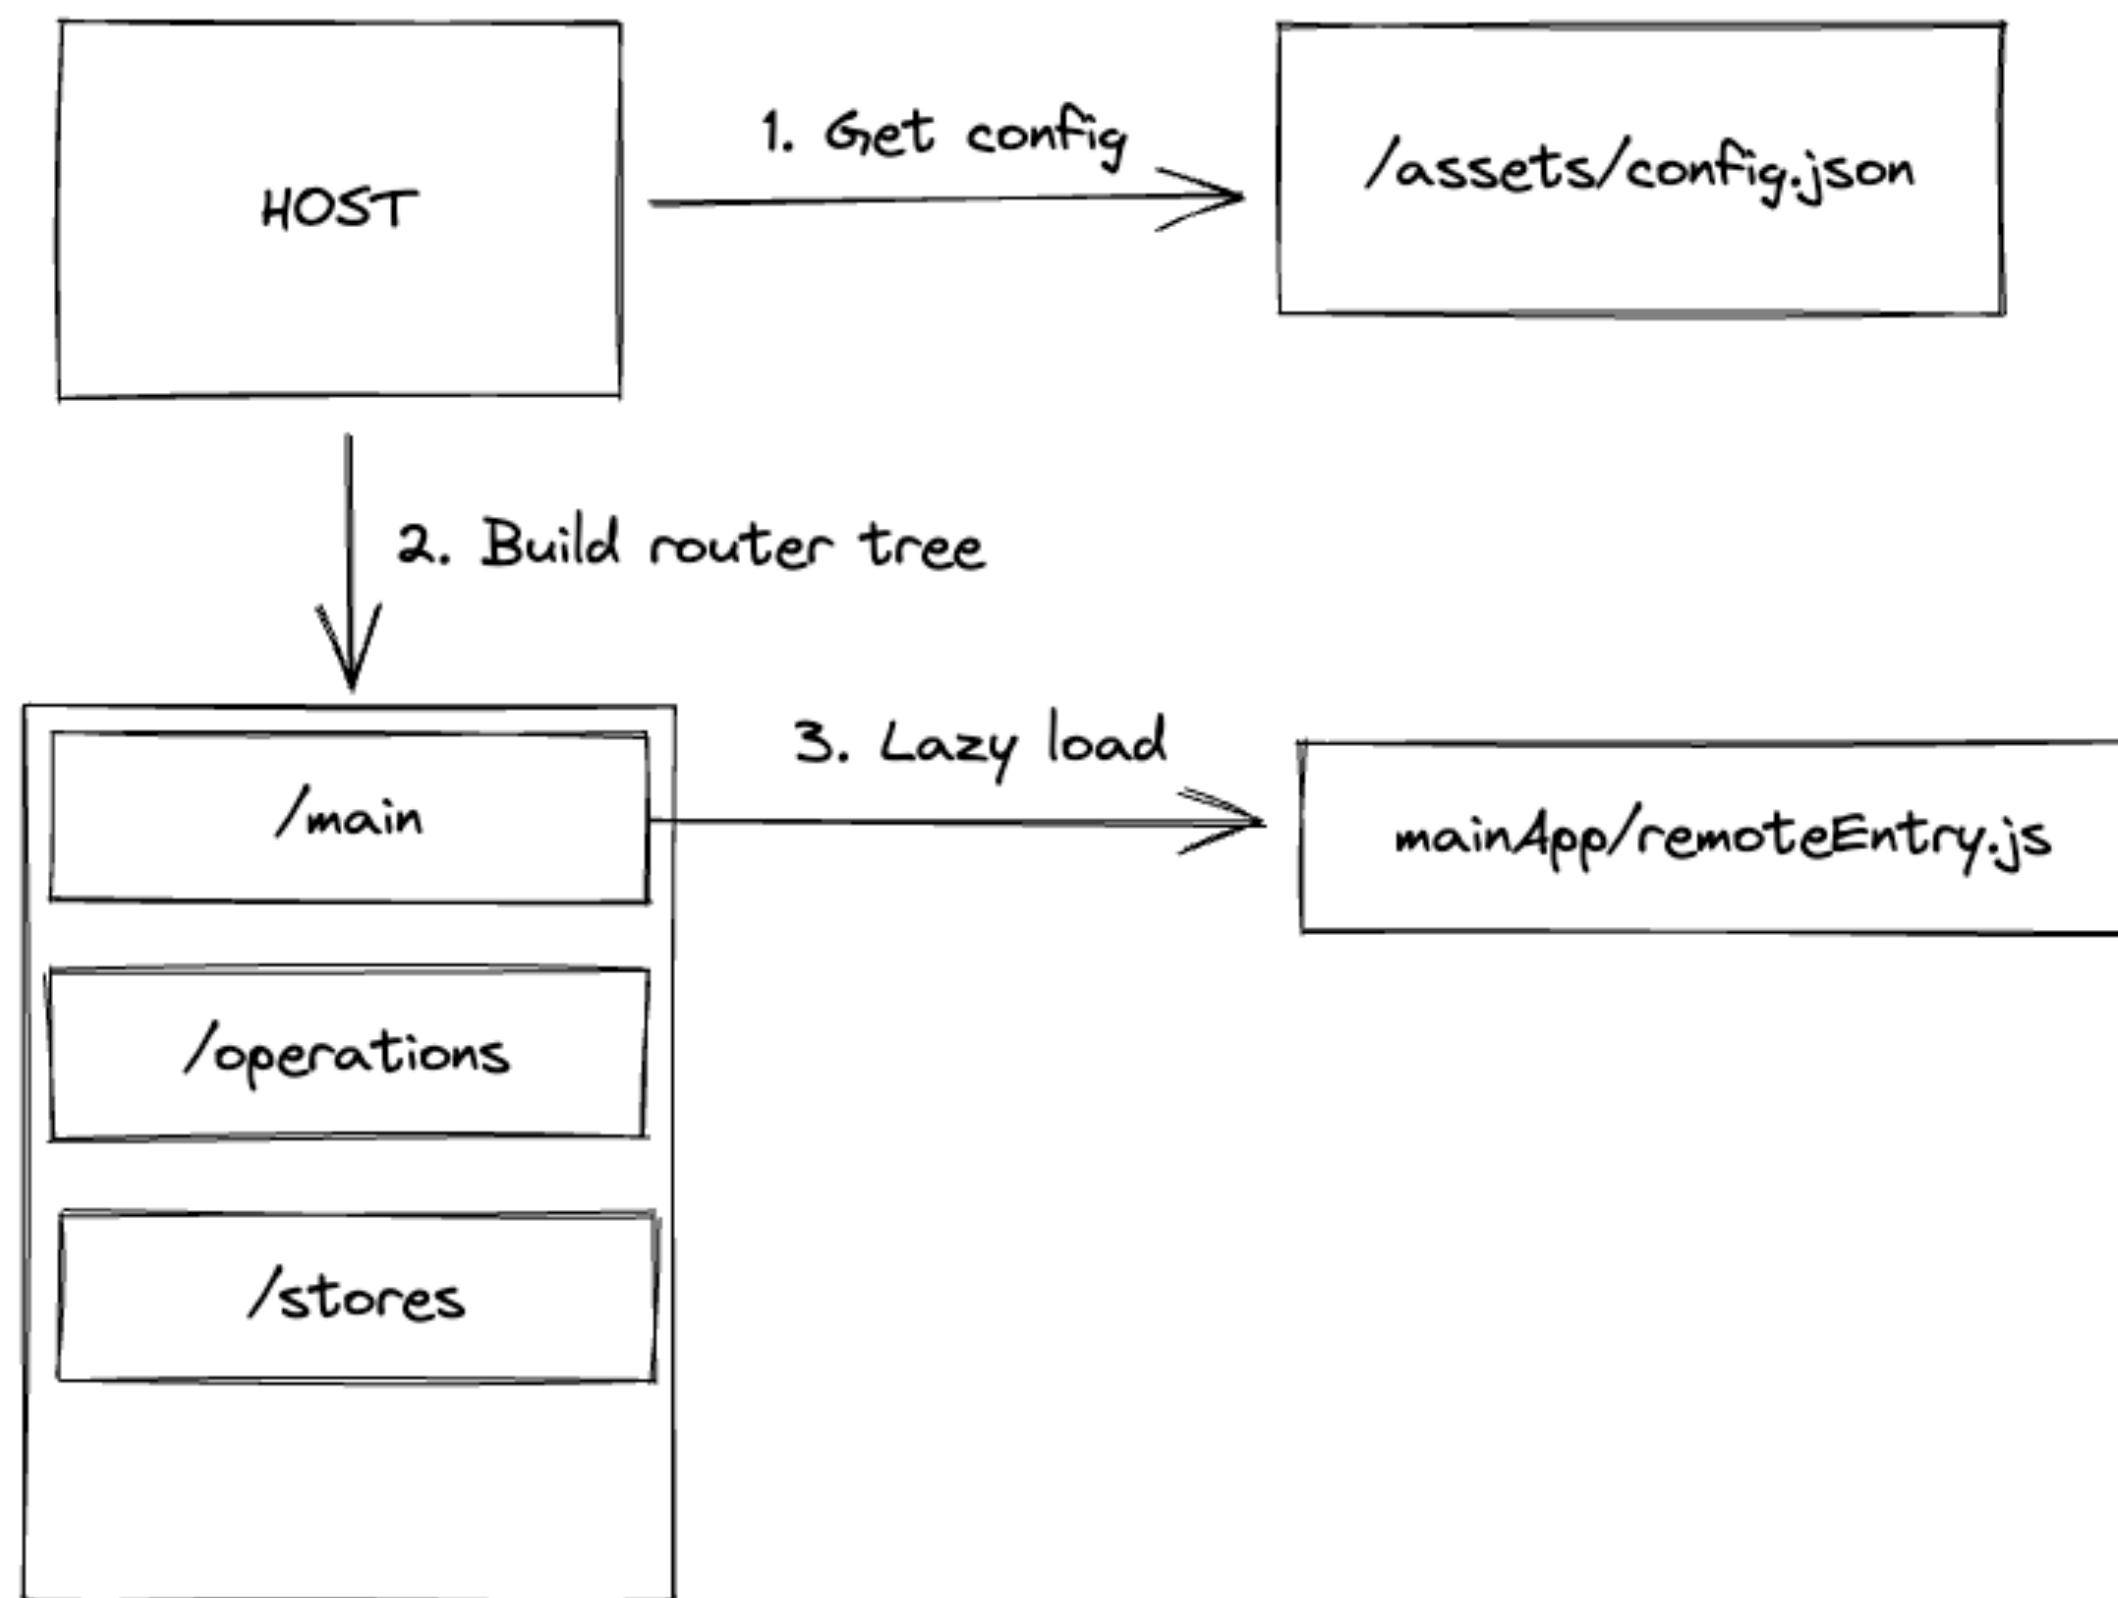 HOST
1. Get config
/assets/config.json
2. Build router tree
/main
3. Lazy load
mainApp/remoteEntry.js
/operations
/stores